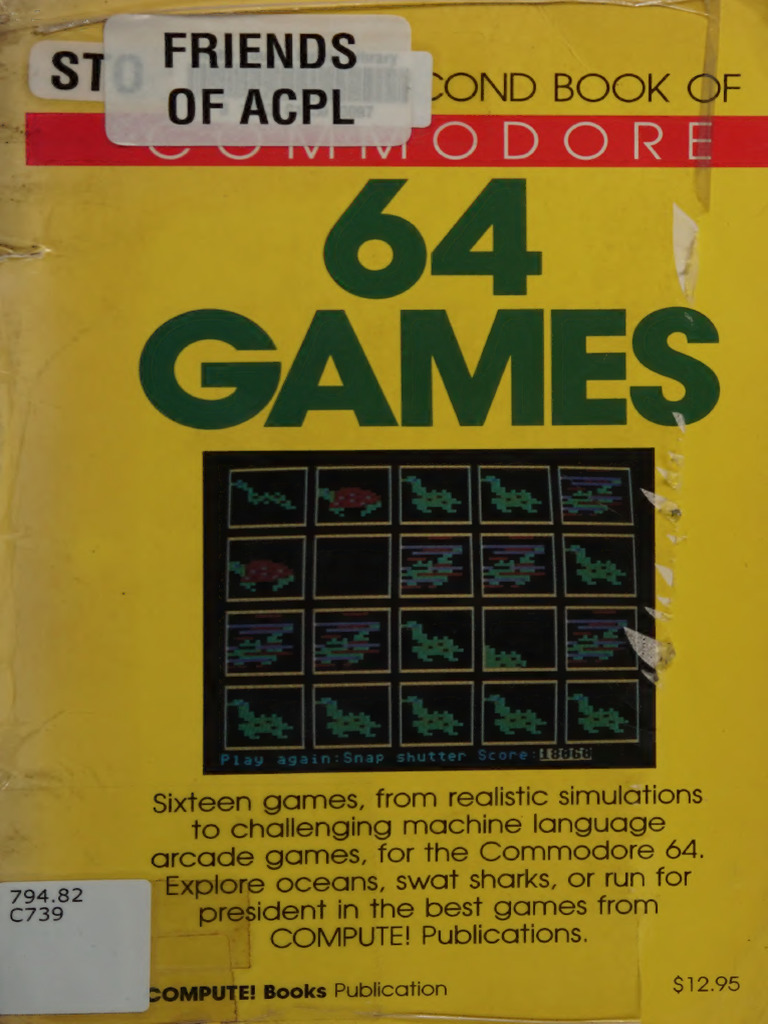 STO
FRIENDS
OF ACPL
COND BOOK OF
COMMODORE
64
GAMES
Play again:Snap shutter Score:18060
Sixteen games, from realistic simulations
to challenging machine language
arcade games, for the Commodore 64.
Explore oceans, swat sharks, or run for
president in the best games from
COMPUTE! Publications.
794.82
C739
COMPUTE! Books Publication
$12.95